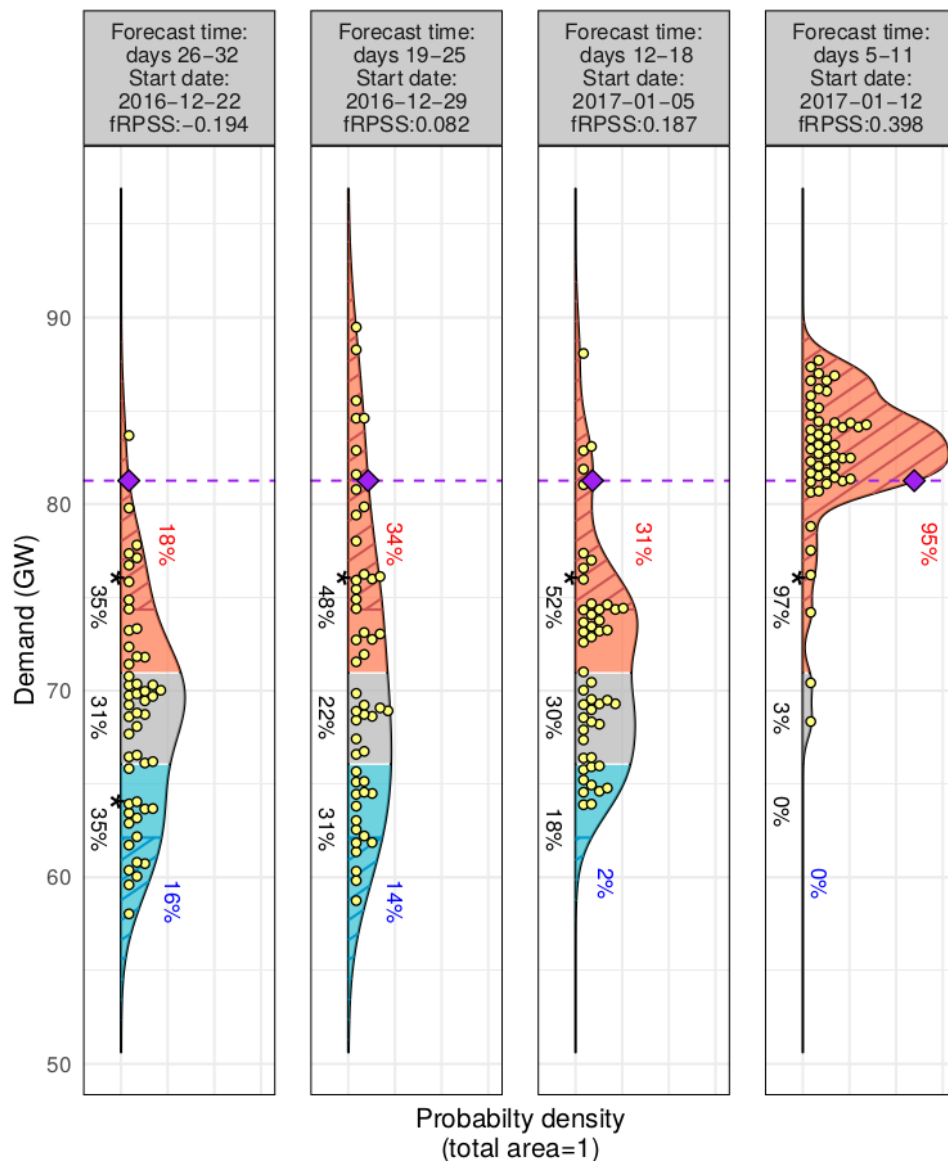 Forecast time:
days 26−32
Start date:
2016−12−22
fRPSS:−0.194
Forecast time:
days 19−25
Start date:
2016−12−29
fRPSS:0.082
Forecast time:
days 12−18
Start date:
2017−01−05
fRPSS:0.187
Forecast time:
days 5−11
Start date:
2017−01−12
fRPSS:0.398
Demand (GW)
90
80
70
60
50
18%
*
35%
31%
*
35%
16%
34%
*
48%
22%
31%
14%
31%
*
52%
30%
18%
2%
95%
*
97%
3%
0%
0%
Probabilty density
(total area=1)